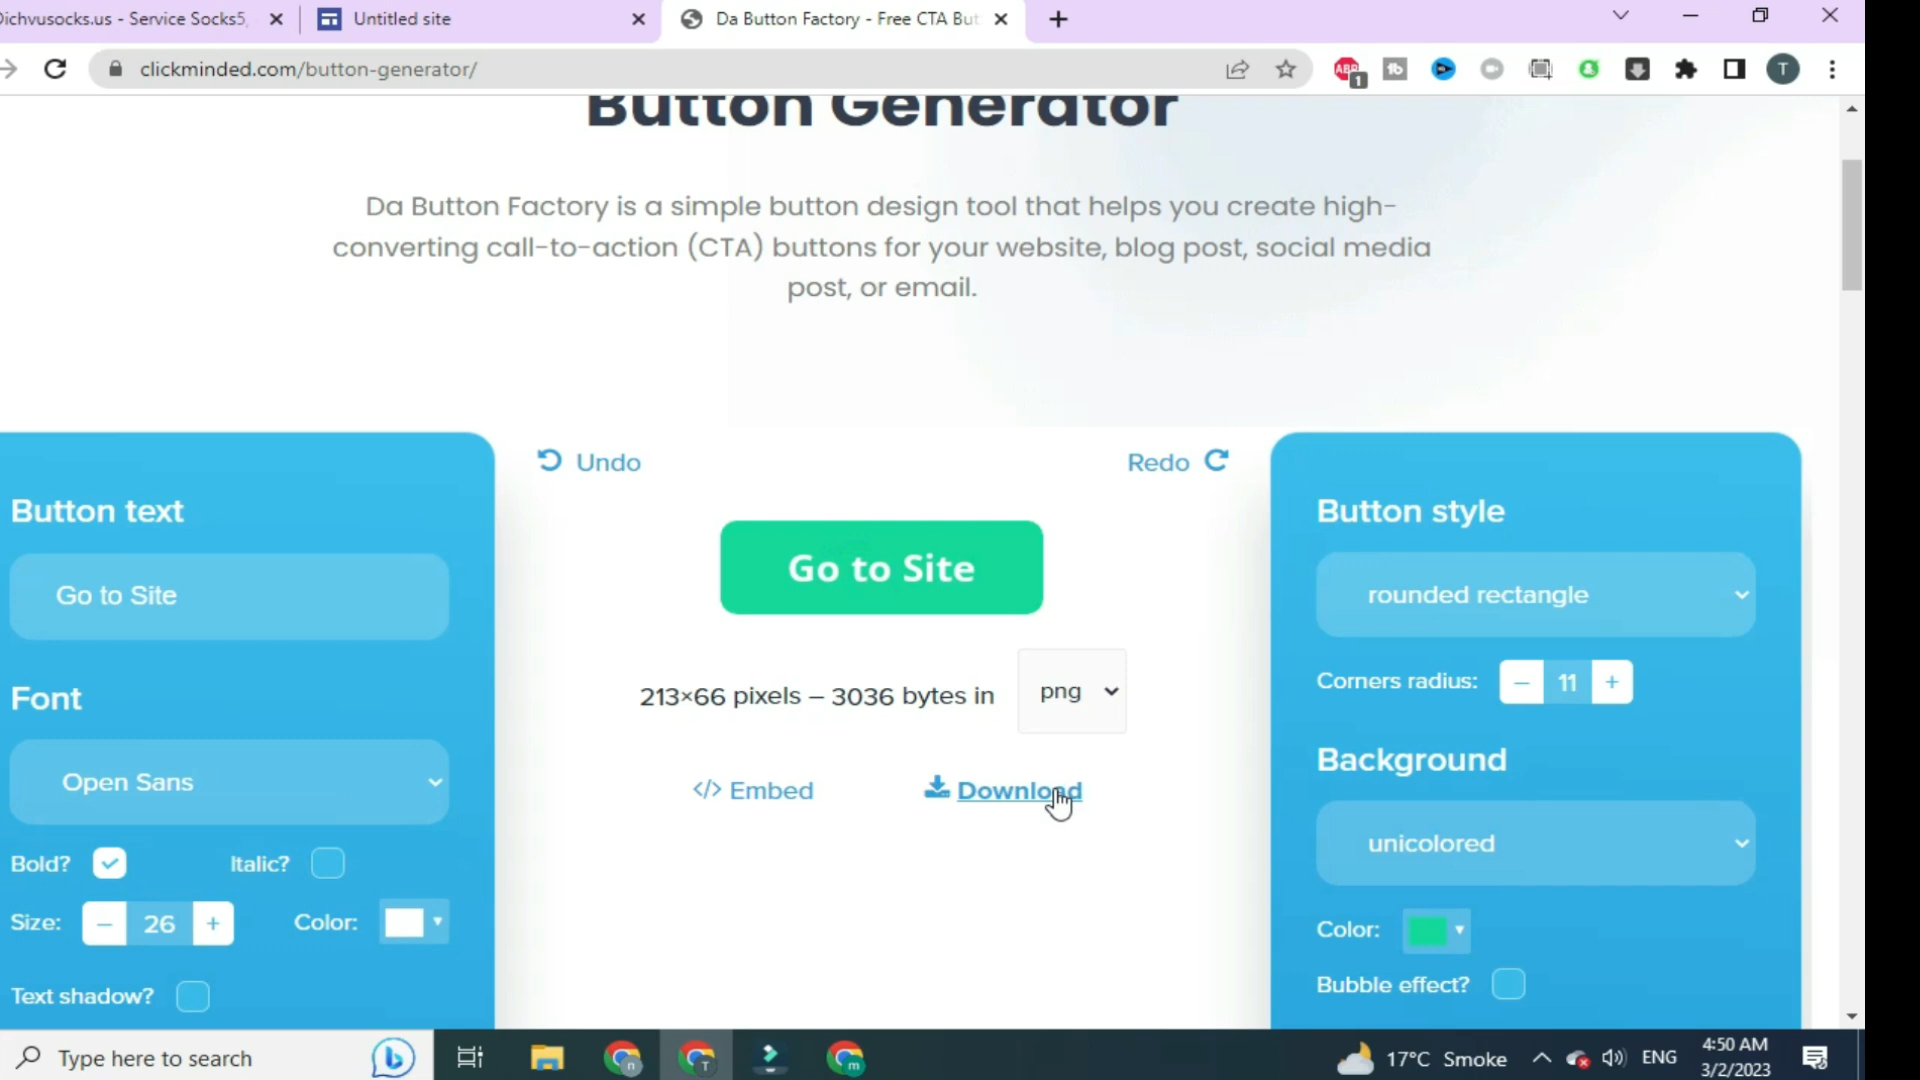 Dichvusocks.us - Service Socks5,
Untitled site
Da Button Factory - Free CTA But
clickminded.com/button-generator/
ABP
1
tb
T
Button Generator
Da Button Factory is a simple button design tool that helps you create high-
converting call-to-action (CTA) buttons for your website, blog post, social media
post, or email.
Undo
Redo
Button text
Go to Site
Font
Open Sans
Bold?
Italic?
Size:
26
Color:
Text shadow?
Go to Site
213×66 pixels – 3036 bytes in
png
</> Embed
Download
Button style
rounded rectangle
Corners radius:
– 11 +
Background
unicolored
Color:
Bubble effect?
Type here to search
b
n
T
m
17°C Smoke
ENG
4:50 AM
3/2/2023